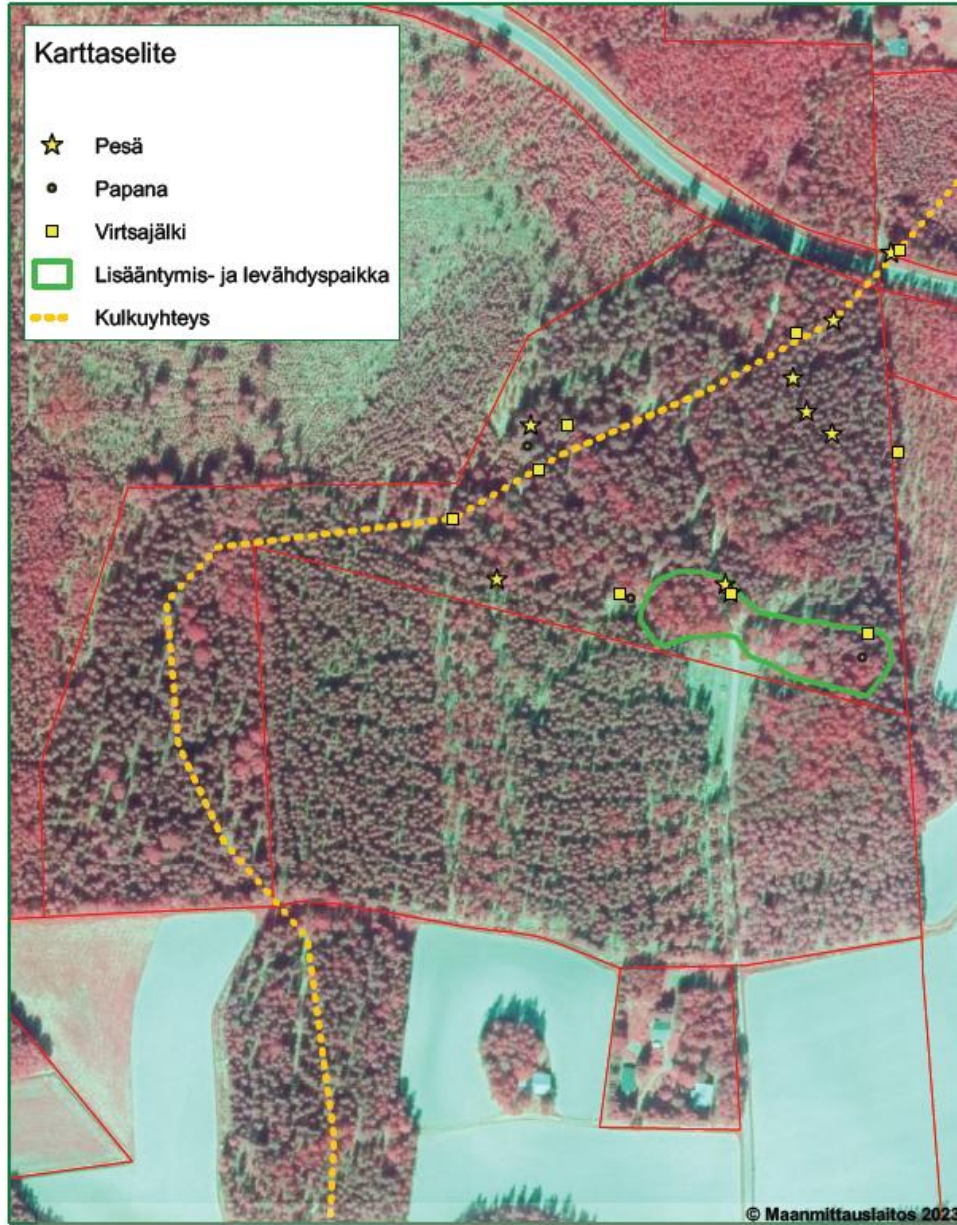 Karttaselite
Pesä
Papana
Virtsajälki
Lisääntymis- ja levähdyspaikka
Kulkuyhteys
© Maanmittauslaitos 2023